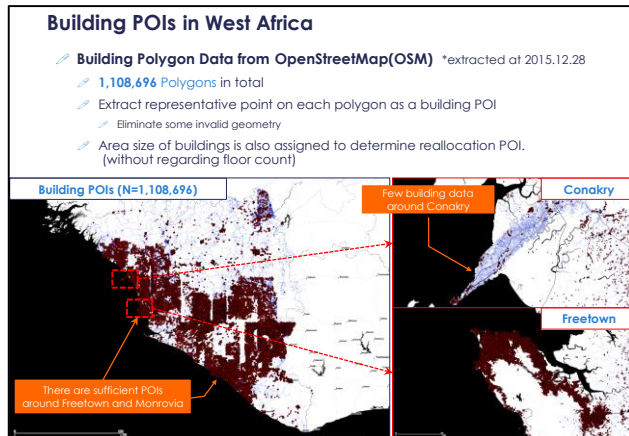 Building POIs in West Africa
Building Polygon Data from OpenStreetMap(OSM) *extracted at 2015.12.28
1,108,696 Polygons in total
Extract representative point on each polygon as a building POI
Eliminate some invalid geometry
Area size of buildings is also assigned to determine reallocation POI.
(without regarding floor count)
Building POIs (N=1,108,696)
Few building data
around Conakry
Conakry
Freetown
There are sufficient POIs
around Freetown and Monrovia